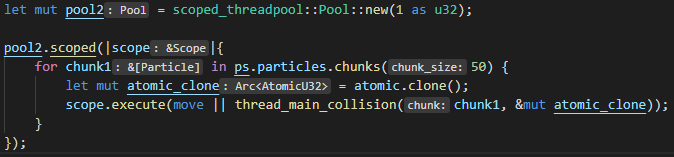 let mut pool2: Pool = scoped_threadpool::Pool::new(1 as u32);
pool2.scoped(|scope: &Scope|{
for chunk1: &[Particle] in ps.particles.chunks(chunk_size: 50) {
let mut atomic_clone: Arc<AtomicU32> = atomic.clone();
scope.execute(move || thread_main_collision(chunk: chunk1, &mut atomic_clone));
}
});